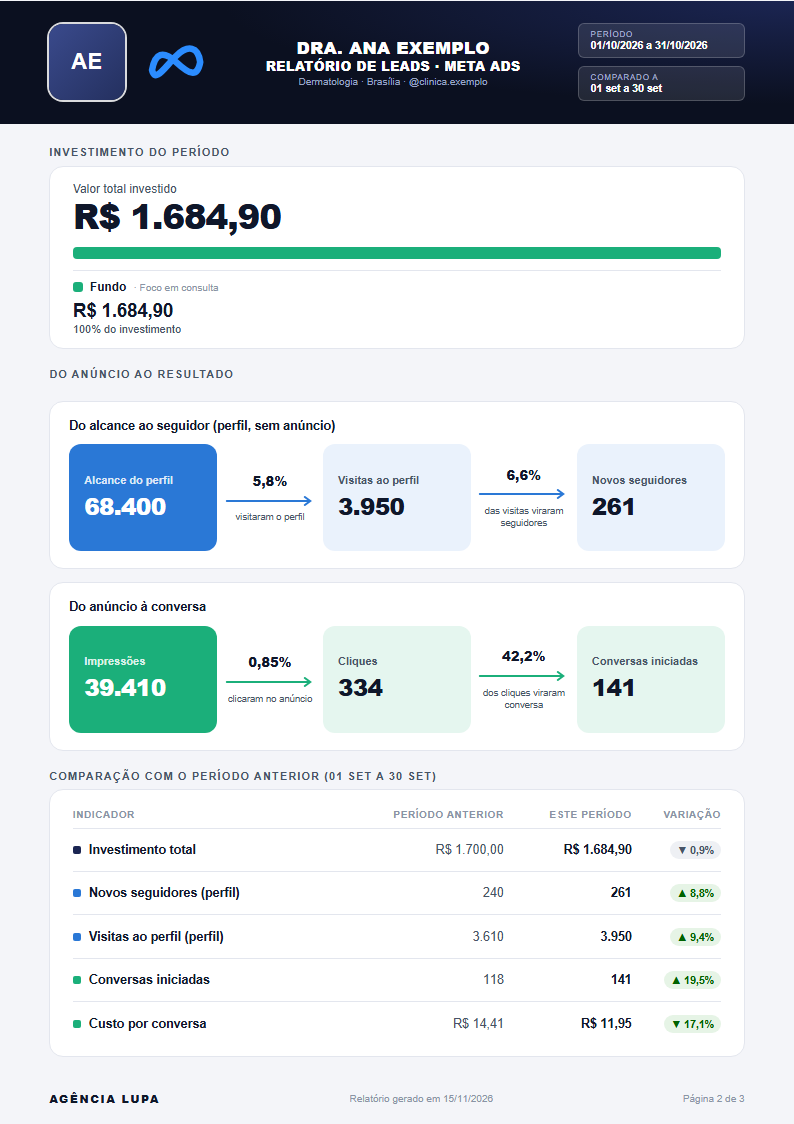 AE
DRA. ANA EXEMPLO
RELATÓRIO DE LEADS · META ADS
Dermatologia · Brasília · @clinica.exemplo
PERÍODO
01/10/2026 a 31/10/2026
COMPARADO A
01 set a 30 set
INVESTIMENTO DO PERÍODO
Valor total investido
R$ 1.684,90
Fundo · Foco em consulta
R$ 1.684,90
100% do investimento
DO ANÚNCIO AO RESULTADO
Do alcance ao seguidor (perfil, sem anúncio)
Alcance do perfil
68.400
5,8%
visitaram o perfil
Visitas ao perfil
3.950
6,6%
das visitas viraram
seguidores
Novos seguidores
261
Do anúncio à conversa
Impressões
39.410
0,85%
clicaram no anúncio
Cliques
334
42,2%
dos cliques viraram
conversa
Conversas iniciadas
141
COMPARAÇÃO COM O PERÍODO ANTERIOR (01 SET A 30 SET)
INDICADOR PERÍODO ANTERIOR ESTE PERÍODO VARIAÇÃO
Investimento total R$ 1.700,00 R$ 1.684,90 ▼ 0,9%
Novos seguidores (perfil) 240 261 ▲ 8,8%
Visitas ao perfil (perfil) 3.610 3.950 ▲ 9,4%
Conversas iniciadas 118 141 ▲ 19,5%
Custo por conversa R$ 14,41 R$ 11,95 ▼ 17,1%
AGÊNCIA LUPA Relatório gerado em 15/11/2026 Página 2 de 3